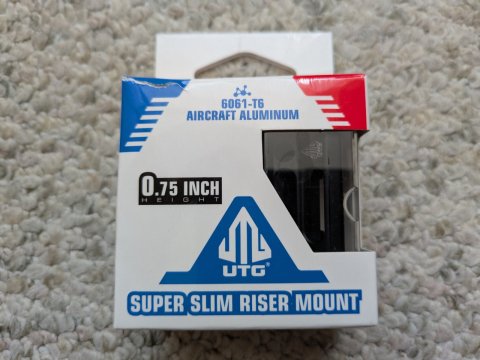 6061-T6
AIRCRAFT ALUMINUM
0.75 INCH
HEIGHT
UTG®
SUPER SLIM RISER MOUNT